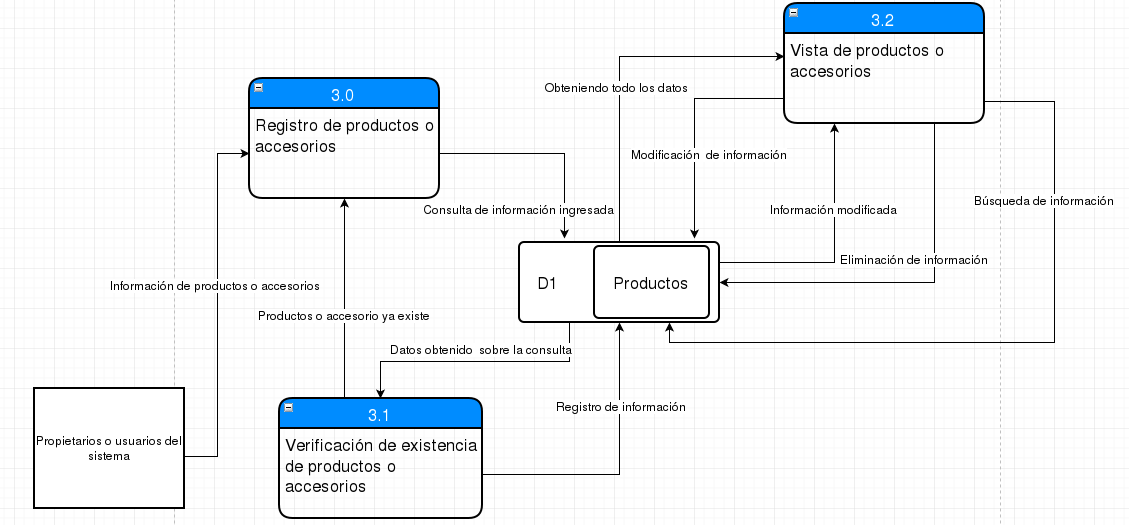 3.2
Vista de productos o
accesorios
Obteniendo todo los datos
3.0
Registro de productos o
accesorios
Modificación  de información
Búsqueda de información
Consulta de información ingresada
Información modificada
Eliminación de información
D1
Productos
Información de productos o accesorios
Productos o accesorio ya existe
Datos obtenido  sobre la consulta
Registro de información
3.1
Verificación de existencia
de productos o
accesorios
Propietarios o usuarios del
sistema